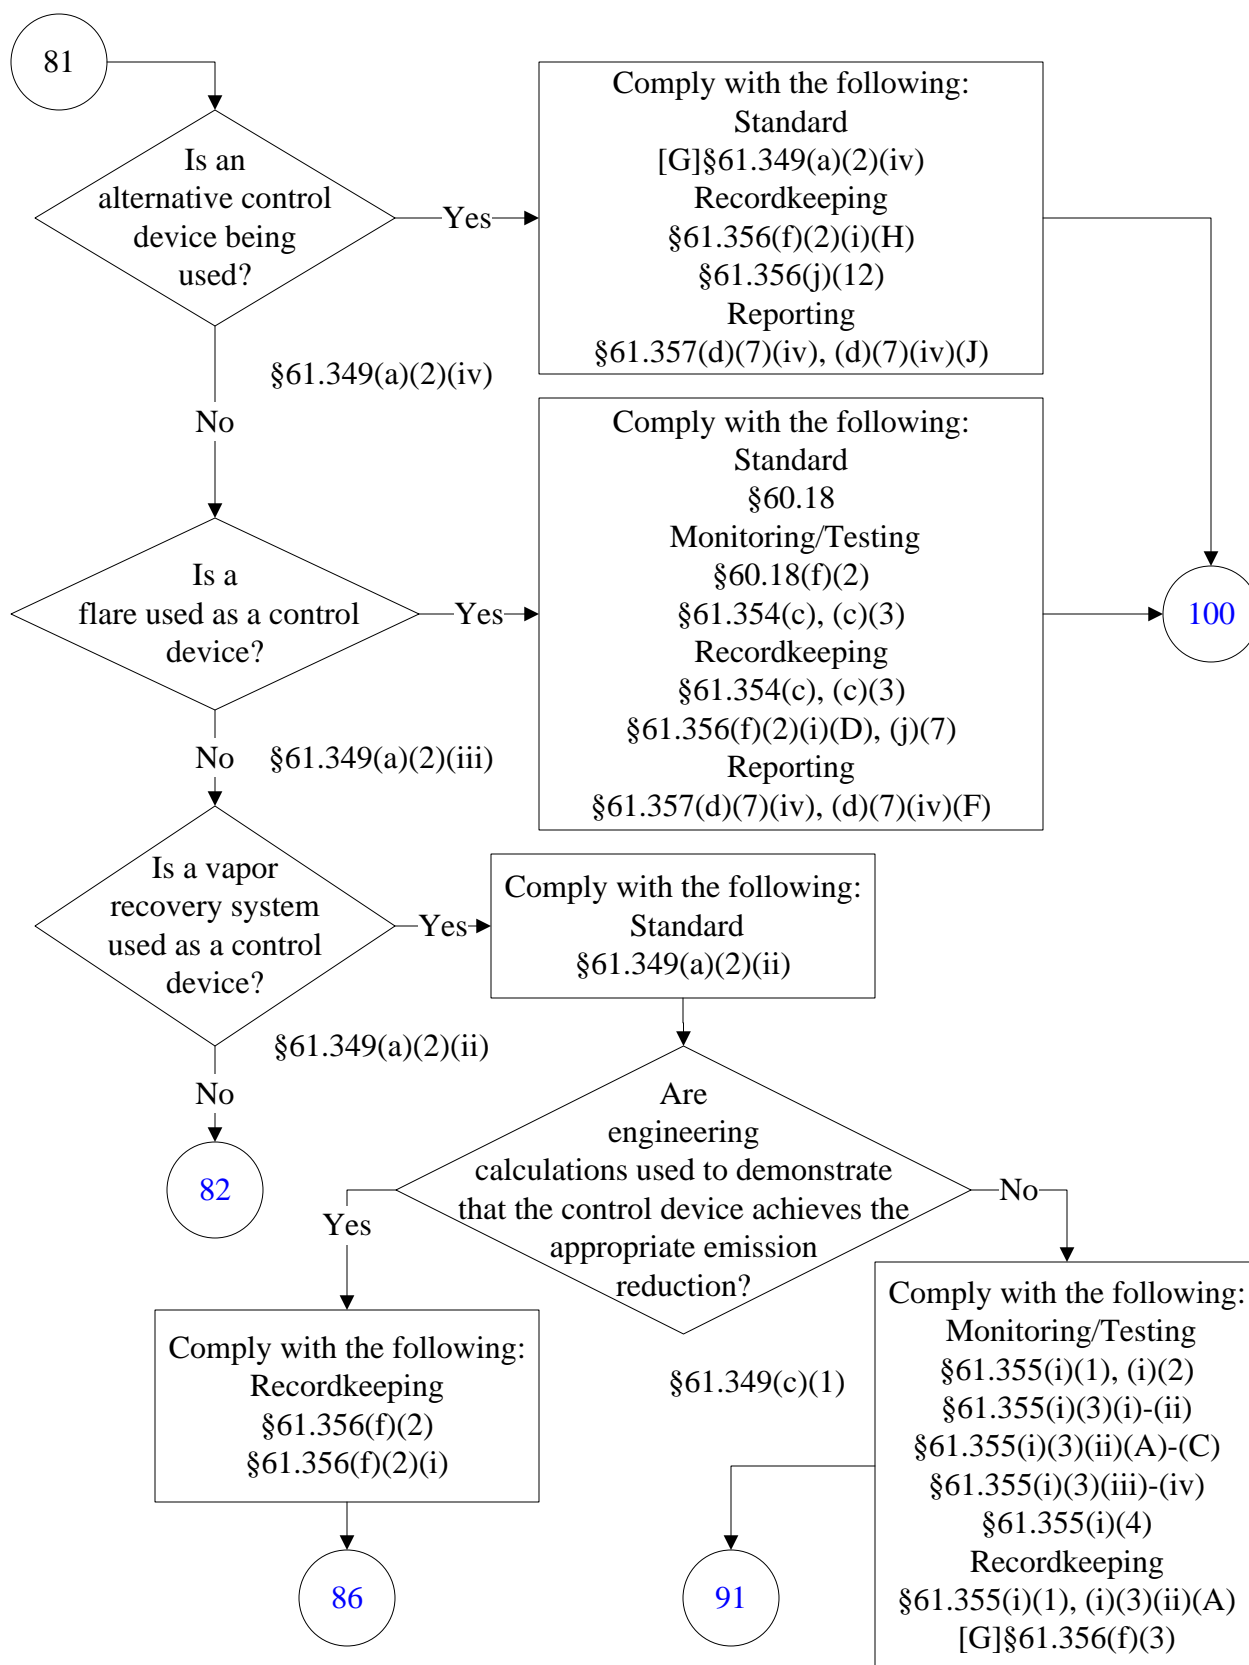 81
Is an
alternative control
device being
used?
Yes
Comply with the following:
Standard
[G]§61.349(a)(2)(iv)
Recordkeeping
§61.356(f)(2)(i)(H)
§61.356(j)(12)
Reporting
§61.357(d)(7)(iv), (d)(7)(iv)(J)
§61.349(a)(2)(iv)
No
Is a
flare used as a control
device?
Yes
Comply with the following:
Standard
§60.18
Monitoring/Testing
§60.18(f)(2)
§61.354(c), (c)(3)
Recordkeeping
§61.354(c), (c)(3)
§61.356(f)(2)(i)(D), (j)(7)
Reporting
§61.357(d)(7)(iv), (d)(7)(iv)(F)
100
No
§61.349(a)(2)(iii)
Is a vapor
recovery system
used as a control
device?
Yes
Comply with the following:
Standard
§61.349(a)(2)(ii)
§61.349(a)(2)(ii)
No
82
Are
engineering
calculations used to demonstrate
that the control device achieves the
appropriate emission
reduction?
Yes
No
§61.349(c)(1)
Comply with the following:
Recordkeeping
§61.356(f)(2)
§61.356(f)(2)(i)
86
Comply with the following:
Monitoring/Testing
§61.355(i)(1), (i)(2)
§61.355(i)(3)(i)-(ii)
§61.355(i)(3)(ii)(A)-(C)
§61.355(i)(3)(iii)-(iv)
§61.355(i)(4)
Recordkeeping
§61.355(i)(1), (i)(3)(ii)(A)
[G]§61.356(f)(3)
91